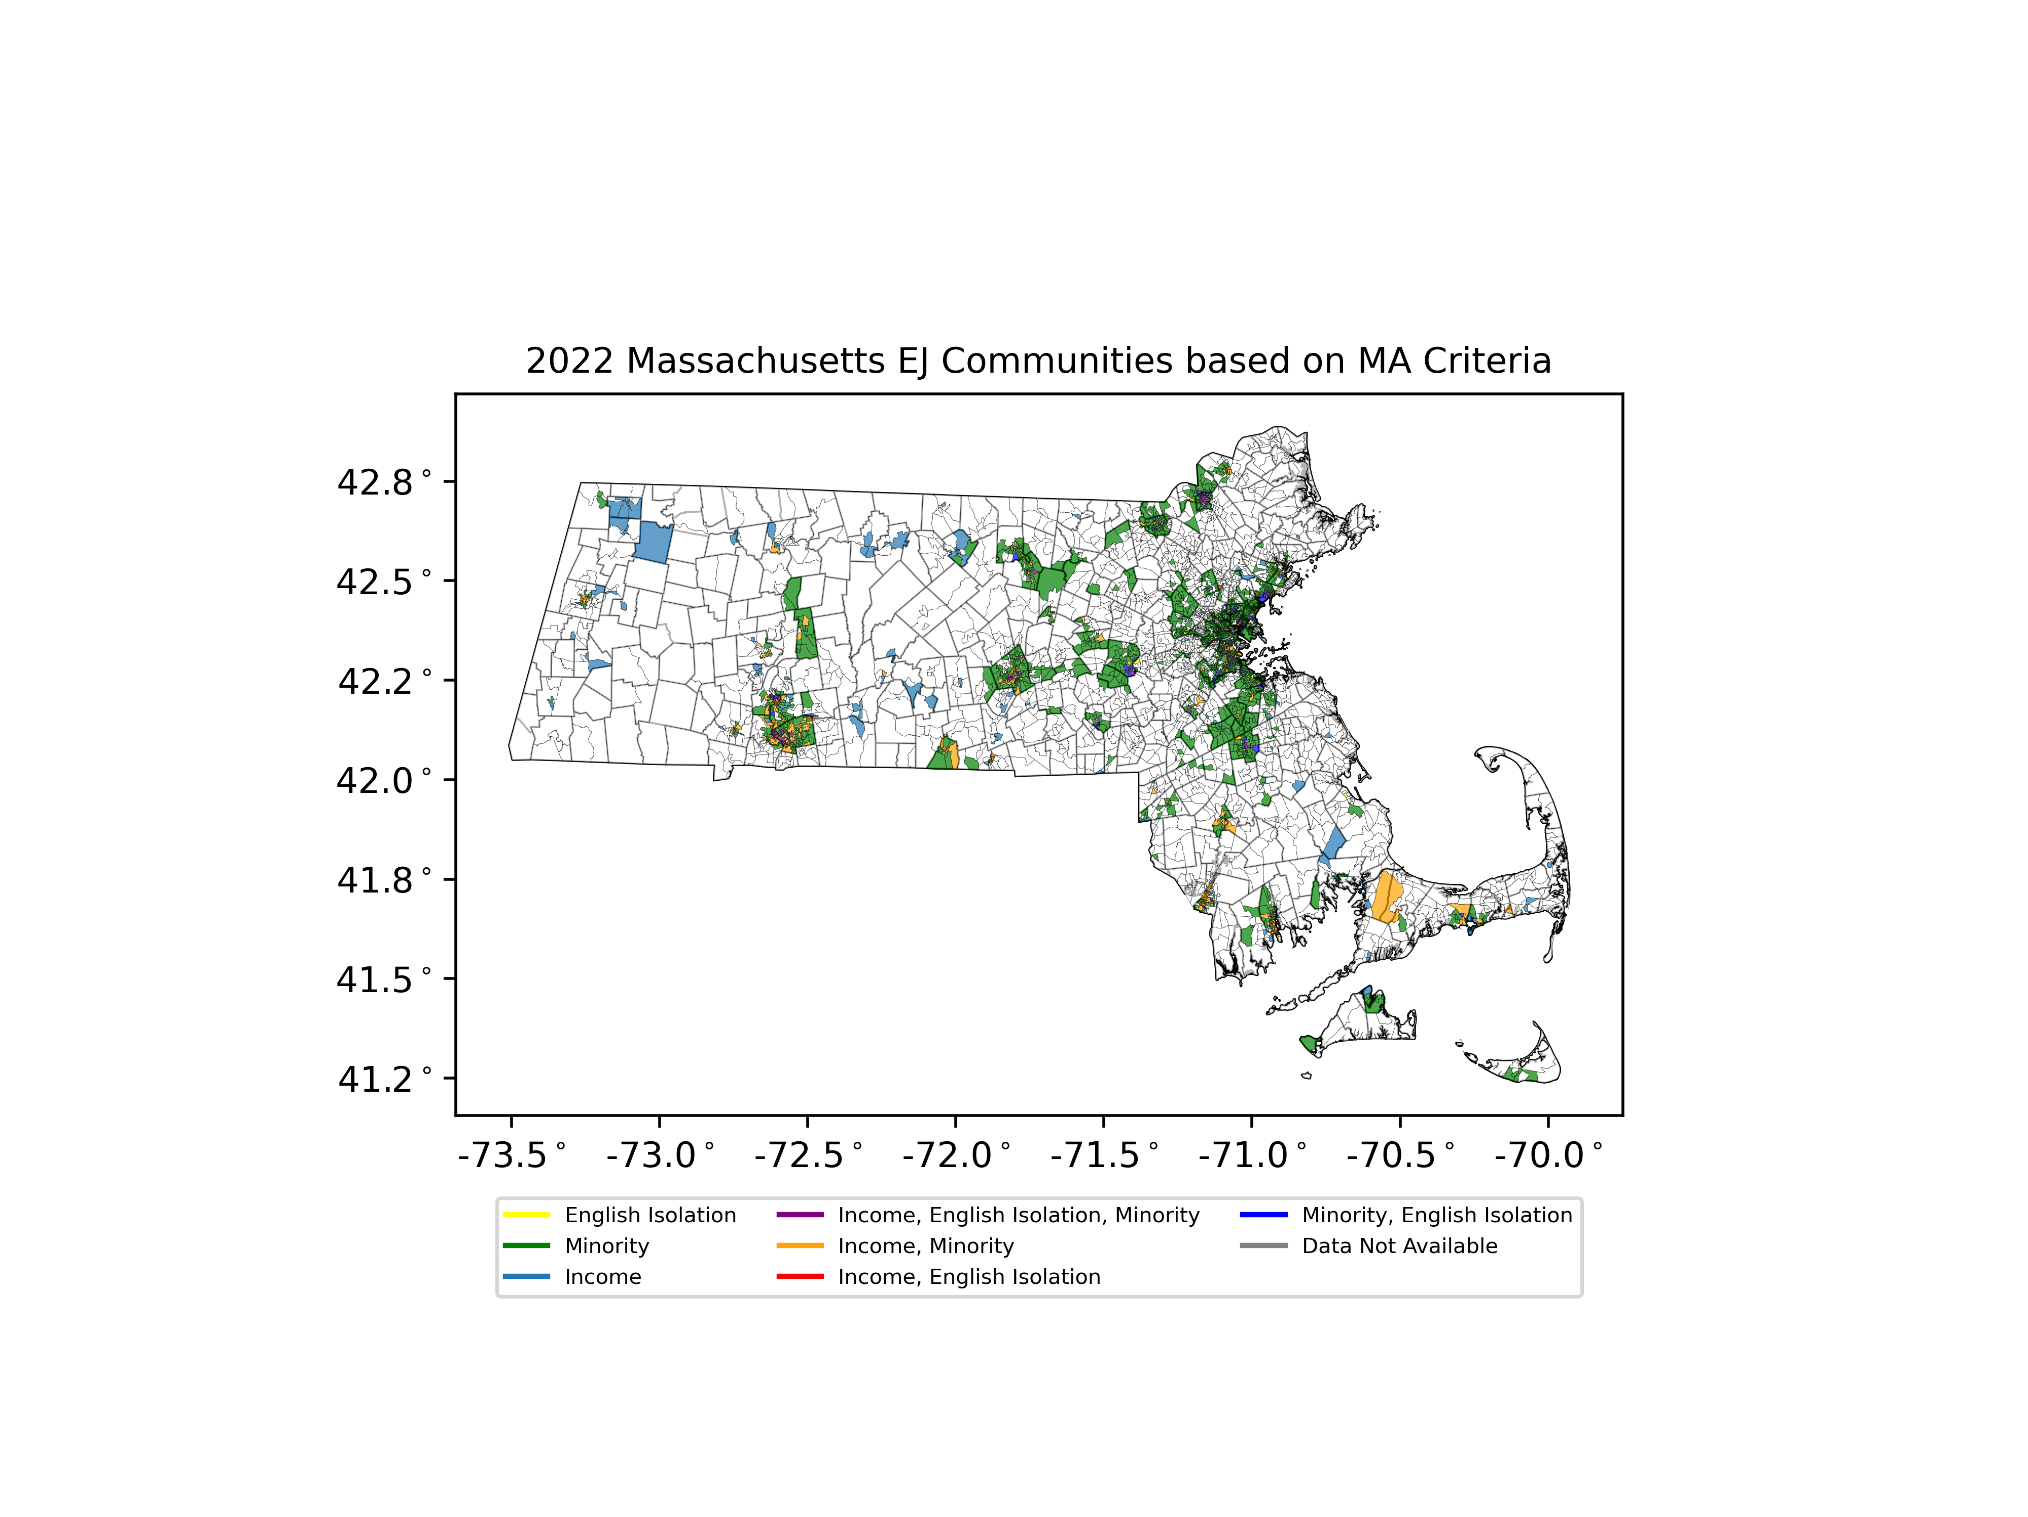 2022 Massachusetts EJ Communities based on MA Criteria
42.8°
42.5°
42.2°
42.0°
41.8°
41.5°
41.2°
-73.5° -73.0° -72.5° -72.0° -71.5° -71.0° -70.5° -70.0°
English Isolation
Minority
Income
Income, English Isolation, Minority
Income, Minority
Income, English Isolation
Minority, English Isolation
Data Not Available